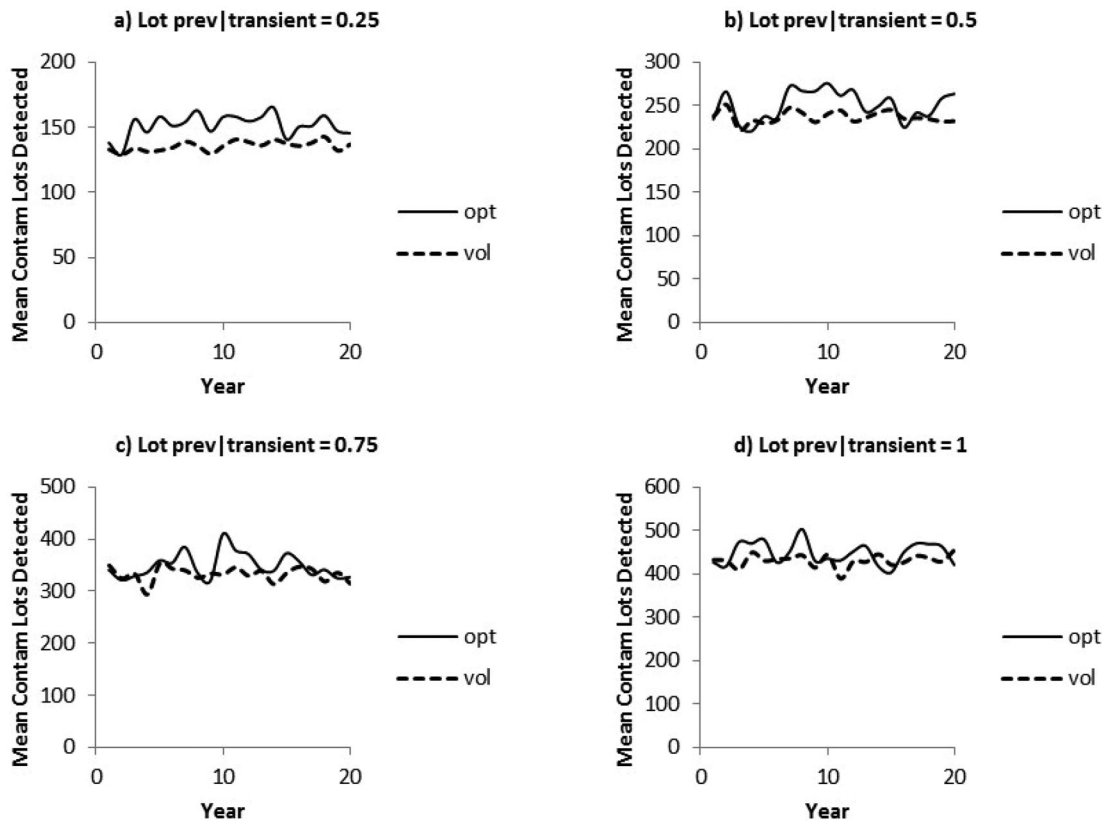 a) Lot prev|transient = 0.25
Mean Contam Lots Detected
200
150
100
50
0
0
10
20
Year
opt
vol
b) Lot prev|transient = 0.5
Mean Contam Lots Detected
300
250
200
150
100
50
0
0
10
20
Year
opt
vol
c) Lot prev|transient = 0.75
Mean Contam Lots Detected
500
400
300
200
100
0
0
10
20
Year
opt
vol
d) Lot prev|transient = 1
Mean Contam Lots Detected
600
500
400
300
200
100
0
0
10
20
Year
opt
vol